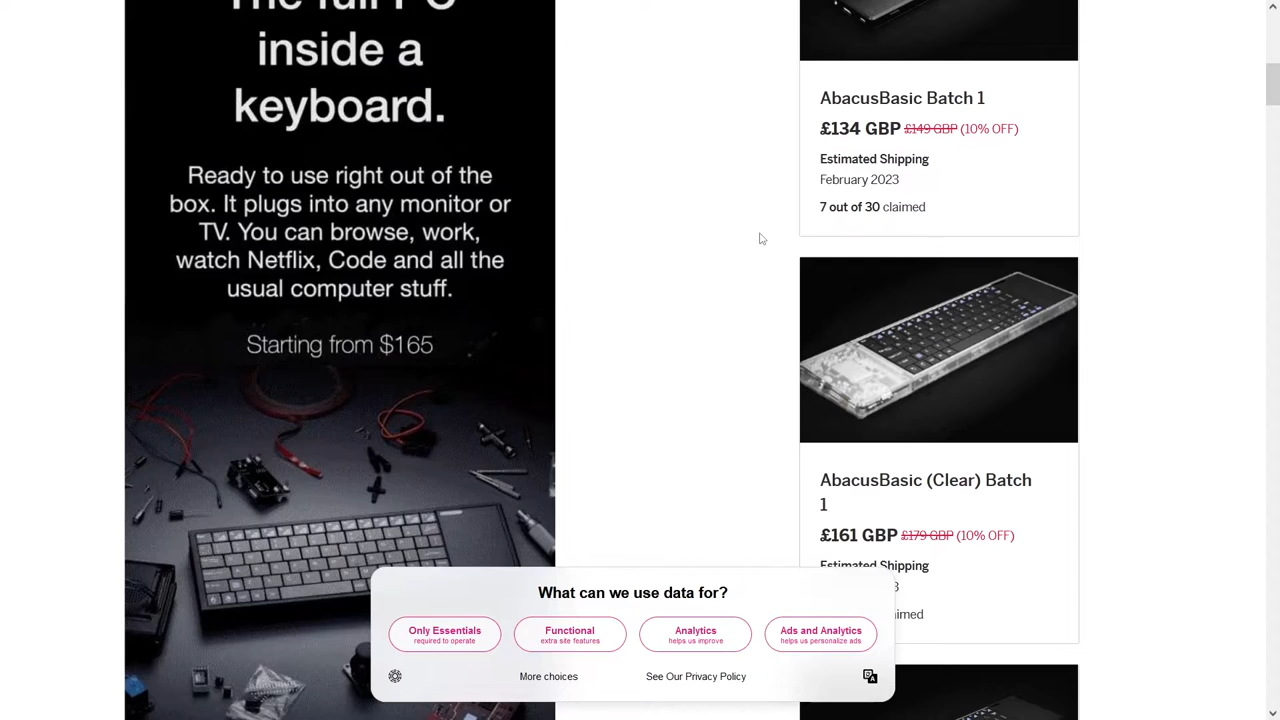 The full PC
inside a
keyboard.
Ready to use right out of the
box. It plugs into any monitor or
TV. You can browse, work,
watch Netflix, Code and all the
usual computer stuff.
Starting from $165
AbacusBasic Batch 1
£134 GBP £149 GBP (10% OFF)
Estimated Shipping
February 2023
7 out of 30 claimed
AbacusBasic (Clear) Batch
1
£161 GBP £179 GBP (10% OFF)
Estimated Shipping
What can we use data for?
Only Essentials
required to operate
Functional
extra site features
Analytics
helps us improve
Ads and Analytics
helps us personalize ads
More choices
See Our Privacy Policy